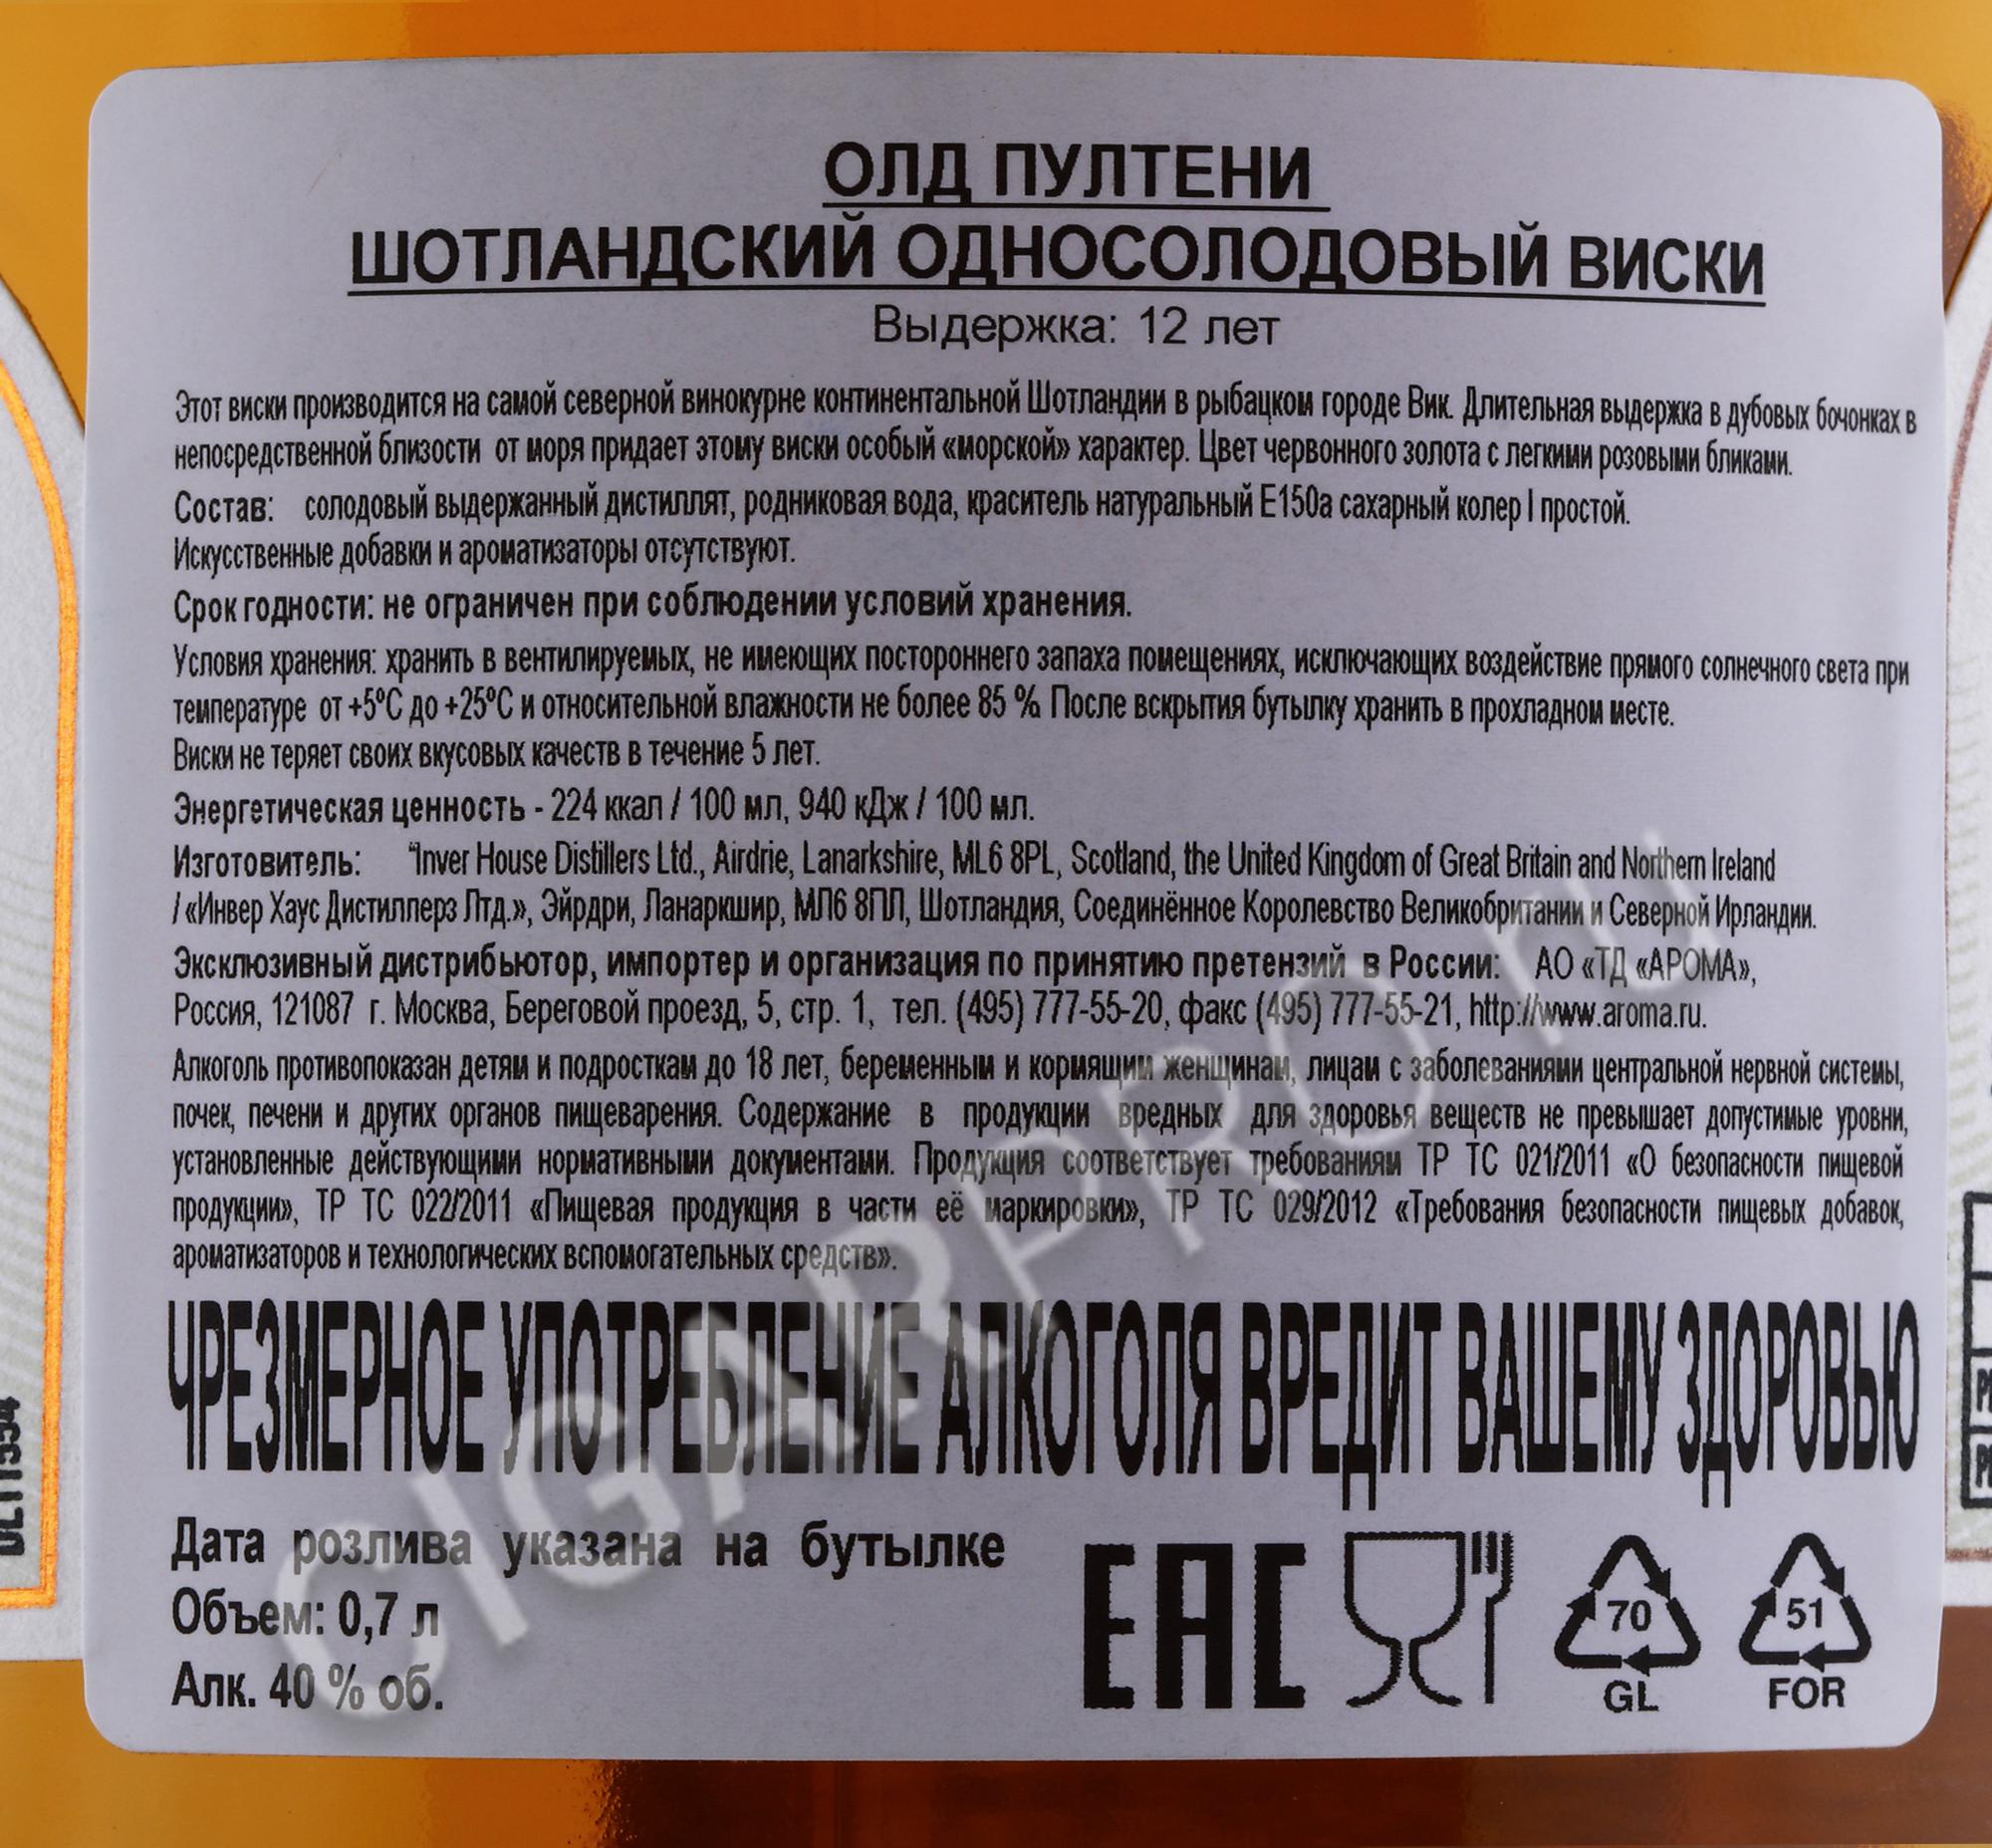 ОЛД ПУЛТЕНИ
ШОТЛАНДСКИЙ ОДНОСОЛОДОВЫЙ ВИСКИ
Выдержка: 12 лет
Этот виски производится на самой северной винокурне континентальной Шотландии в рыбацком городе Вик. Длительная выдержка в дубовых бочонках в
непосредственной близости от моря придает этому виски особый «морской» характер. Цвет червонного золота с легкими розовыми бликами.
Состав: солодовый выдержанный дистиллят, родниковая вода, краситель натуральный Е150а сахарный колер I простой.
Искусственные добавки и ароматизаторы отсутствуют.
Срок годности: не ограничен при соблюдении условий хранения.
Условия хранения: хранить в вентилируемых, не имеющих постороннего запаха помещениях, исключающих воздействие прямого солнечного света при
температуре от +5°С до +25°С и относительной влажности не более 85 % После вскрытия бутылку хранить в прохладном месте.
Виски не теряет своих вкусовых качеств в течение 5 лет.
Энергетическая ценность - 224 ккал / 100 мл, 940 кДж / 100 мл.
Изготовитель: "Inver House Distillers Ltd., Airdrie, Lanarkshire, ML6 8PL, Scotland, the United Kingdom of Great Britain and Northern Ireland
/ «Инвер Хаус Дистиллерз Лтд.», Эйрдри, Ланаркшир, МЛ6 8ПЛ, Шотландия, Соединённое Королевство Великобритании и Северной Ирландии.
Эксклюзивный дистрибьютор, импортер и организация по принятию претензий в России: АО «ТД «АРОМА»,
Россия, 121087 г. Москва, Береговой проезд, 5, стр. 1, тел. (495) 777-55-20, факс (495) 777-55-21, http://www.aroma.ru.
Алкоголь противопоказан детям и подросткам до 18 лет, беременным и кормящим женщинам, лицам с заболеваниями центральной нервной системы,
почек, печени и других органов пищеварения. Содержание в продукции вредных для здоровья веществ не превышает допустимые уровни,
установленные действующими нормативными документами. Продукция соответствует требованиям ТР ТС 021/2011 «О безопасности пищевой
продукции», ТР ТС 022/2011 «Пищевая продукция в части её маркировки», ТР ТС 029/2012 «Требования безопасности пищевых добавок,
ароматизаторов и технологических вспомогательных средств».
ЧРЕЗМЕРНОЕ УПОТРЕБЛЕНИЕ АЛКОГОЛЯ ВРЕДИТ ВАШЕМУ ЗДОРОВЬЮ
Дата розлива указана на бутылке
Объем: 0,7 л
Алк. 40 % об.
EAC
70
GL
51
FOR
CIGARPRO.ru